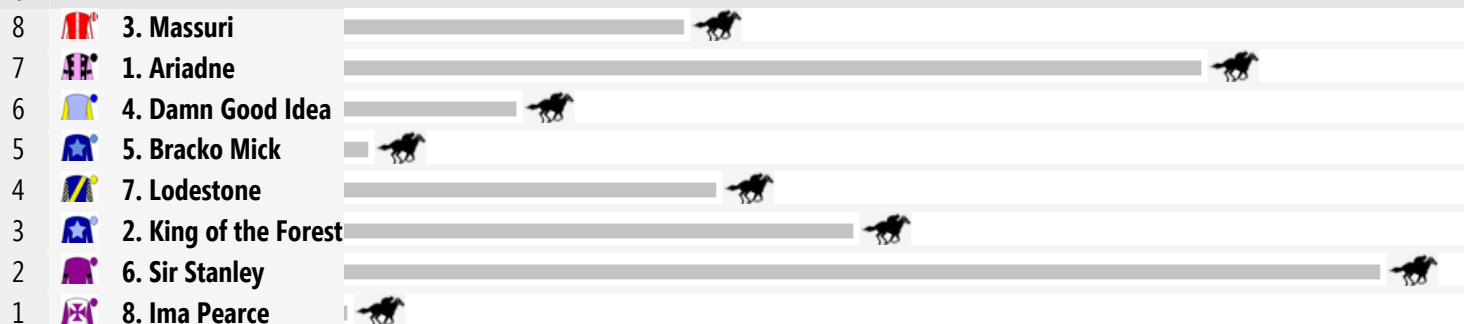 8 3. Massuri
7 1. Ariadne
6 4. Damn Good Idea
5 5. Bracko Mick
4 7. Lodestone
3 2. King of the Forest
2 6. Sir Stanley
1 8. Ima Pearce